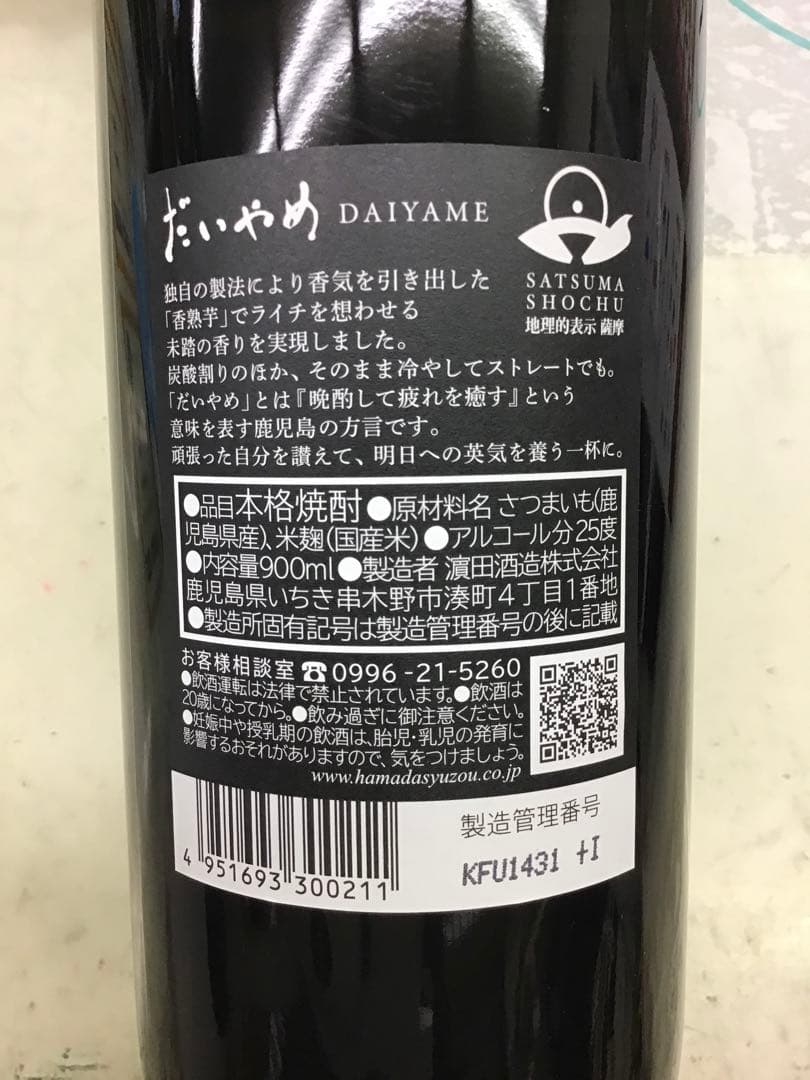 だいやめ DAIYAME
SATSUMA
SHOCHU
地理的表示 薩摩
独自の製法により香気を引き出した
「香熟芋」でライチを想わせる
未踏の香りを実現しました。
炭酸割りのほか、そのまま冷やしてストレートでも。
「だいやめ」とは『晩酌して疲れを癒す』という
意味を表す鹿児島の方言です。
頑張った自分を讃えて、明日への英気を養う一杯に。
●品目本格焼酎●原材料名 さつまいも(鹿
児島県産)、米麹(国産米)●アルコール分25度
●内容量900ml●製造者 濵田酒造株式会社
鹿児島県いちき串木野市湊町4丁目1番地
●製造所固有記号は製造管理番号の後に記載
お客様相談室☎0996-21-5260
●飲酒運転は法律で禁止されています。●飲酒は
20歳になってから。●飲み過ぎに御注意ください。
●妊娠中や授乳期の飲酒は、胎児・乳児の発育に
影響するおそれがありますので、気をつけましょう。
www.hamadasyuzou.co.jp
4 951693 300211
製造管理番号
KFU1431 +I